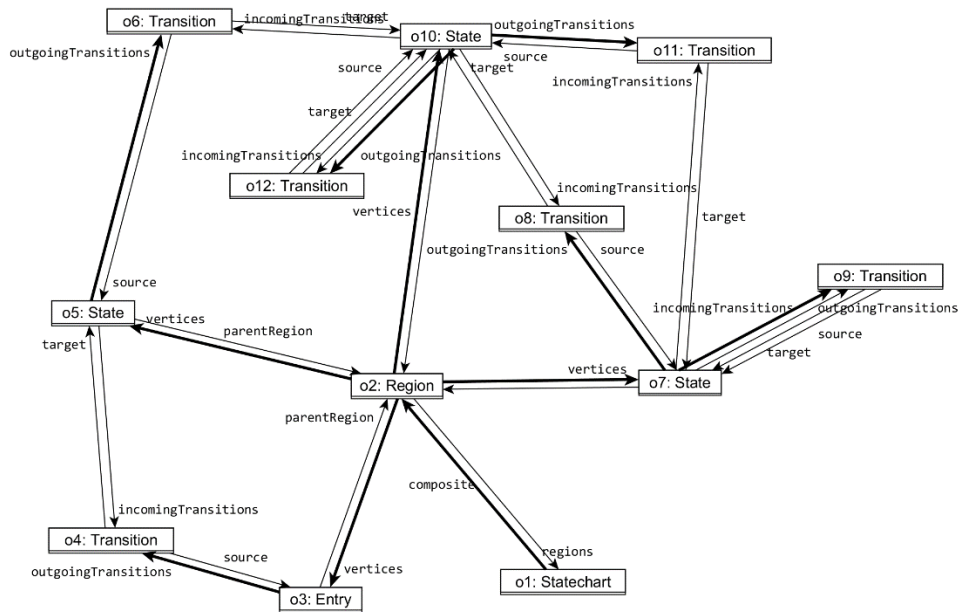 o6: Transition
incomingTransitions
target
outgoingTransitions
o10: State
outgoingTransitions
o11: Transition
source
target
source
incomingTransitions
target
incomingTransitions
outgoingTransitions
o12: Transition
incomingTransitions
vertices
o8: Transition
target
outgoingTransitions
source
o9: Transition
source
incomingTransitions
outgoingTransitions
o5: State
vertices
parentRegion
source
target
target
vertices
o2: Region
o7: State
parentRegion
composite
incomingTransitions
o4: Transition
source
regions
outgoingTransitions
vertices
o1: Statechart
o3: Entry